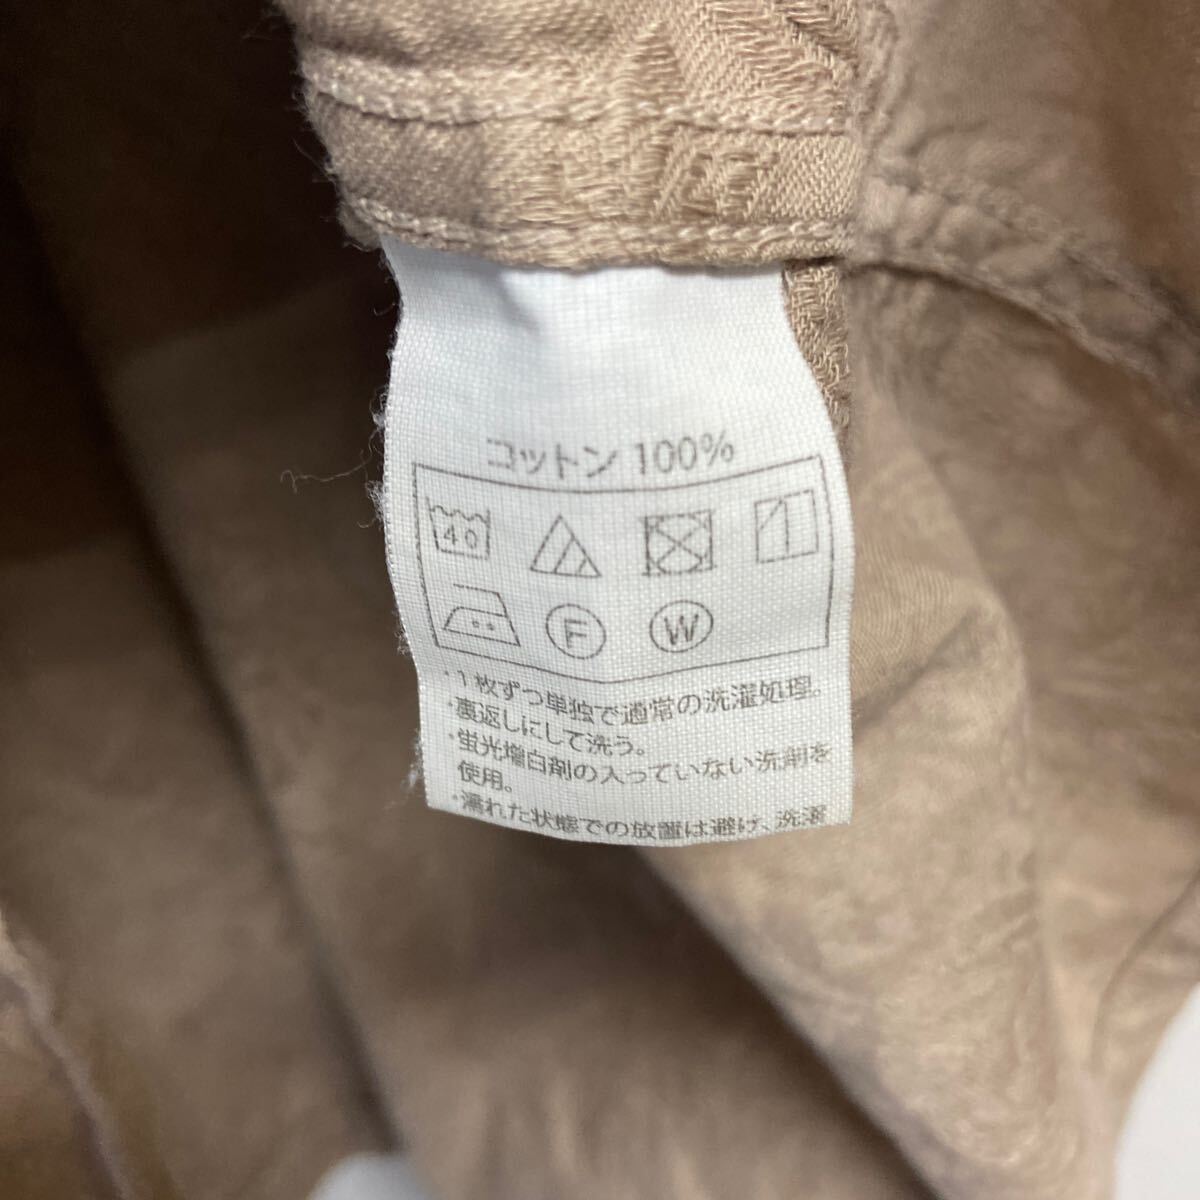 コットン 100%
40
F W
・1枚ずつ単独で通常の洗濯処理。
・裏返しにして洗う。
・蛍光増白剤の入っていない洗剤を
使用。
・濡れた状態での放置は避け、洗濯